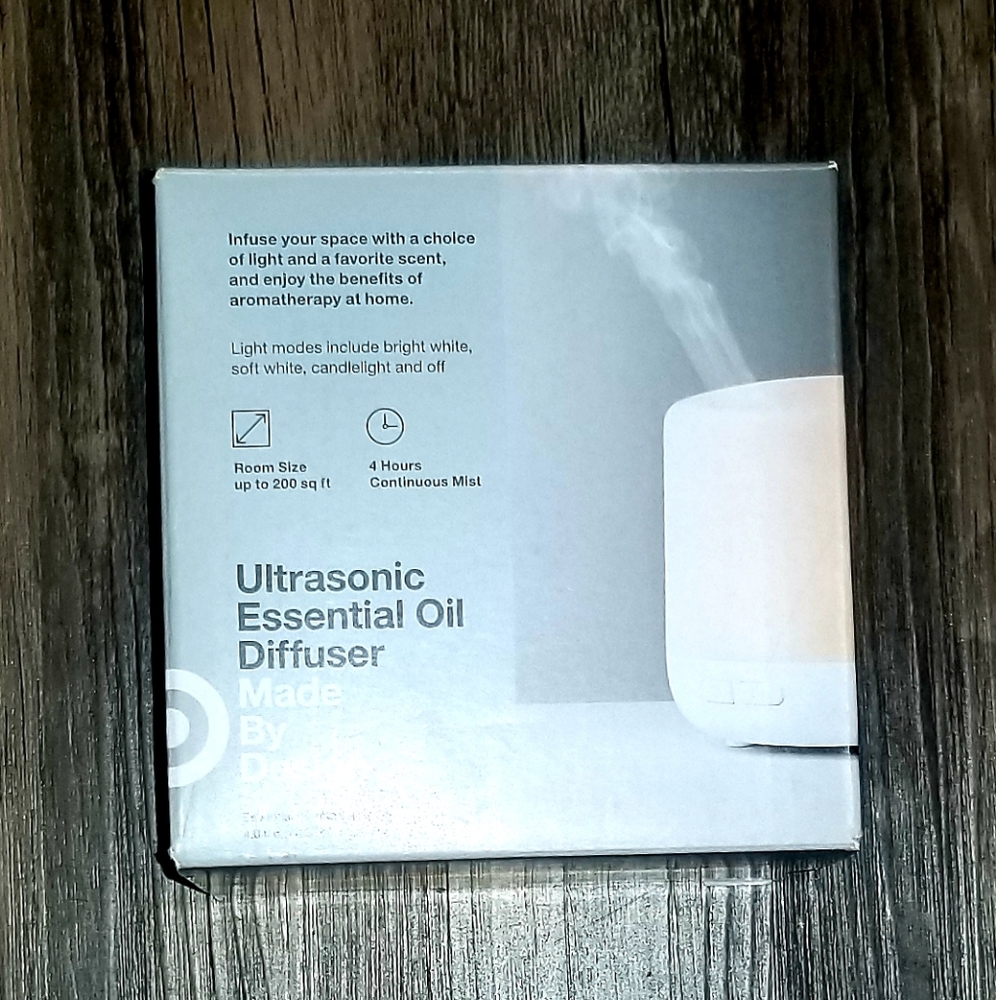 Infuse your space with a choice
of light and a favorite scent,
and enjoy the benefits of
aromatherapy at home.
Light modes include bright white,
soft white, candlelight and off
Room Size
up to 200 sq ft
4 Hours
Continuous Mist
Ultrasonic
Essential Oil
Diffuser
Made
By
Design